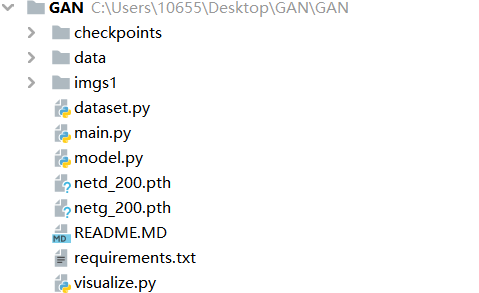 GAN C:\Users\10655\Desktop\GAN\GAN
checkpoints
data
imgs1
dataset.py
main.py
model.py
netd_200.pth
netg_200.pth
MD README.MD
requirements.txt
visualize.py